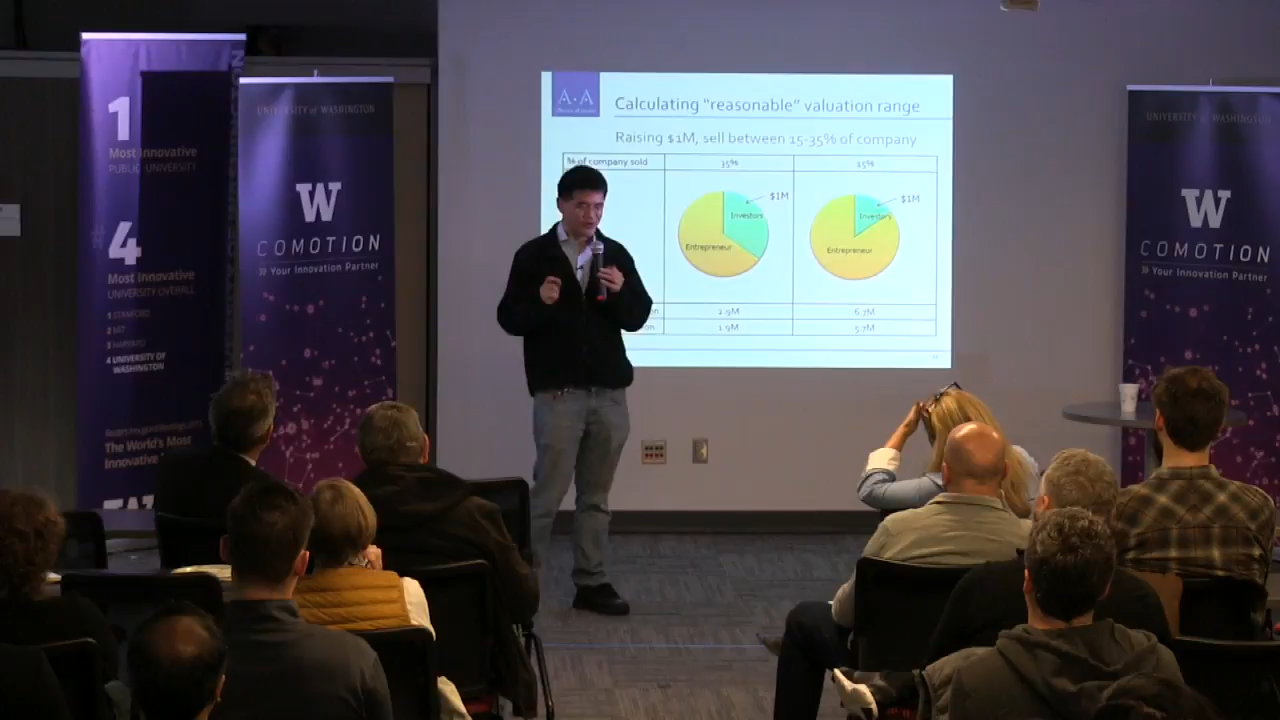 1
Most Innovative
PUBLIC UNIVERSITY
#4
Most Innovative
UNIVERSITY OVERALL
1 STANFORD
2 MIT
3 HARVARD
4 UNIVERSITY OF
WASHINGTON
The World's Most
Innovative
W
UNIVERSITY of WASHINGTON
W
COMOTION
» Your Innovation Partner
A·A
Calculating “reasonable” valuation range
Raising $1M, sell between 15-35% of company
% of company sold
35%
15%
$1M
Investors
Entrepreneur
$1M
Investors
Entrepreneur
on
2.9M
6.7M
on
1.9M
5.7M
UNIVERSITY of WASHINGTON
W
COMOTION
» Your Innovation Partner